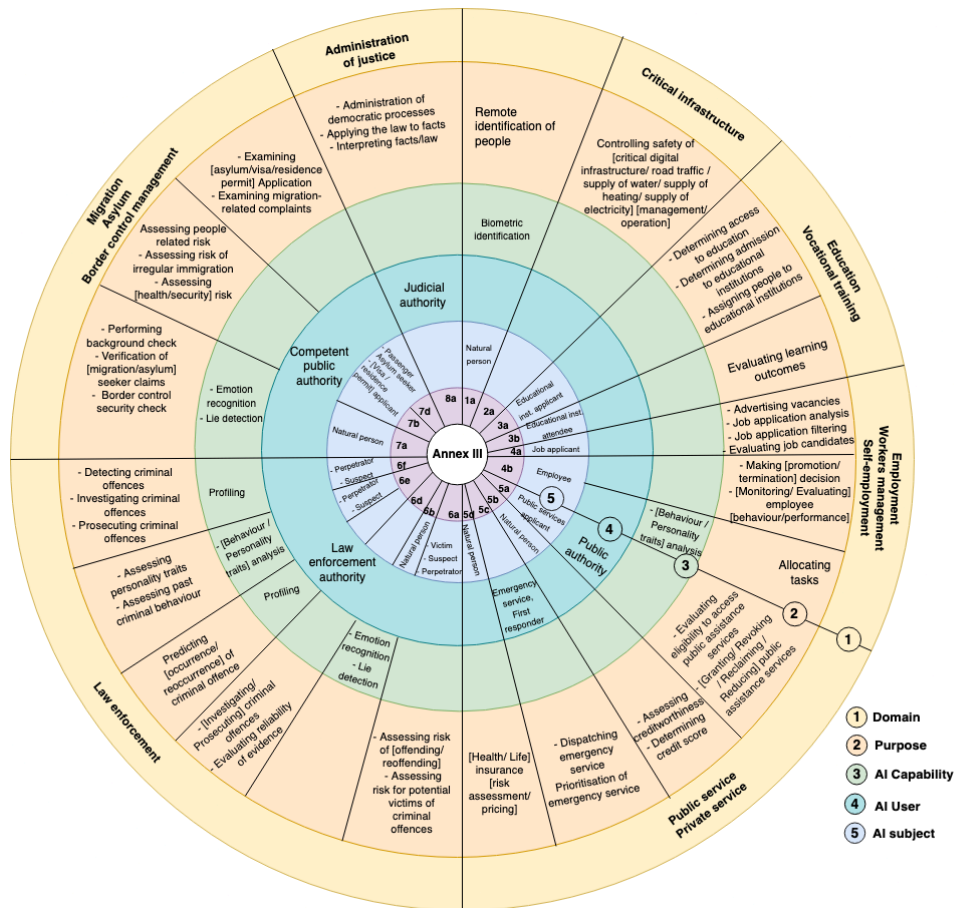 Administration
of justice
- Administration of
democratic processes
- Applying the law to facts
- Interpreting facts/law
Remote
identification of
people
Biometric
identification
Natural
person
Critical infrastructure
Controlling safety of
[critical digital
infrastructure/ road traffic /
supply of water/ supply of
heating/ supply of
electricity] [management/
operation]
Education
Vocational training
- Determining access
to education
- Determining admission
to educational
institutions
- Assigning people to
educational institutions
Educational
inst. applicant
Evaluating learning
outcomes
Educational inst.
attendee
Employment
Workers management
Self-employment
- Advertising vacancies
- Job application analysis
- Job application filtering
- Evaluating job candidates
Job applicant
- Making [promotion/
termination] decision
- [Monitoring/ Evaluating]
employee
[behaviour/performance]
- [Behaviour /
Personality
traits] analysis
Employee
Allocating
tasks
Public service
Private service
- Evaluating
eligibility to access
public assistance
services
- [Granting/ Revoking
/ Reclaiming /
Reducing] public
assistance services
Public
authority
Public services
applicant
- Assessing
creditworthiness
- Determining
credit score
Natural person
- Dispatching
emergency
service
Prioritisation of
emergency service
Emergency
service,
First
responder
[Health/ Life]
insurance
[risk
assessment/
pricing]
Natural person
Law enforcement
- Assessing risk
of [offending/
reoffending]
- Assessing
risk for potential
victims of
criminal
offences
- Victim
- Suspect
- Perpetrator
- Emotion
recognition
- Lie
detection
Natural person
- [Investigating/
Prosecuting] criminal
offences
- Evaluating reliability
of evidence
Predicting
[occurrence/
reoccurrence] of
criminal offence
Profiling
- Assessing
personality traits
- Assessing past
criminal behaviour
- [Behaviour /
Personality
traits] analysis
- Perpetrator
- Suspect
- Detecting criminal
offences
- Investigating criminal
offences
- Prosecuting criminal
offences
Profiling
- Perpetrator
- Suspect
Law
enforcement
authority
Migration
Asylum
Border control management
- Performing
background check
- Verification of
[migration/asylum]
seeker claims
- Border control
security check
- Emotion
recognition
- Lie detection
Natural person
Assessing people
related risk
- Assessing risk of
irregular immigration
- Assessing
[health/security] risk
- Examining
[asylum/visa/residence
permit] Application
- Examining migration-
related complaints
Competent
public
authority
- Passenger
Asylum seeker
- [Visa /
residence
permit] applicant
Judicial
authority
Annex III
1a
2a
3a
3b
4a
4b
5a
5b
5c
5d
6a
6b
6d
6e
6f
7a
7b
7d
8a
5
4
3
2
1
1 Domain
2 Purpose
3 AI Capability
4 AI User
5 AI subject